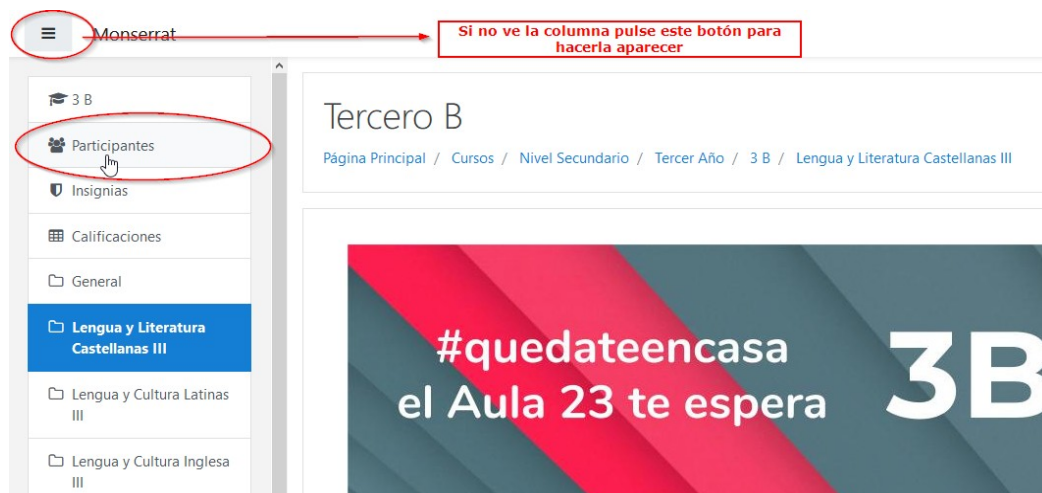 Monserrat
Si no ve la columna pulse este botón para
hacerla aparecer
3 B
Participantes
Insignias
Calificaciones
General
Lengua y Literatura
Castellanas III
Lengua y Cultura Latinas
III
Lengua y Cultura Inglesa
III
Tercero B
Página Principal / Cursos / Nivel Secundario / Tercer Año / 3 B / Lengua y Literatura Castellanas III
#quedateencasa
el Aula 23 te espera
3B